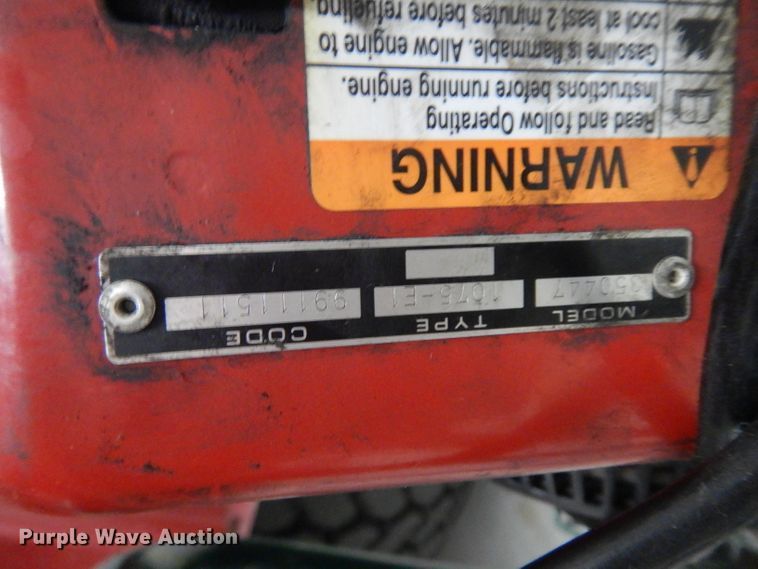 MODEL TYPE CODE
350447 1075-E1 99111511
WARNING
Read and follow Operating
Instructions before running engine.
Gasoline is flammable. Allow engine to
cool at least 2 minutes before refueling.
Purple Wave Auction